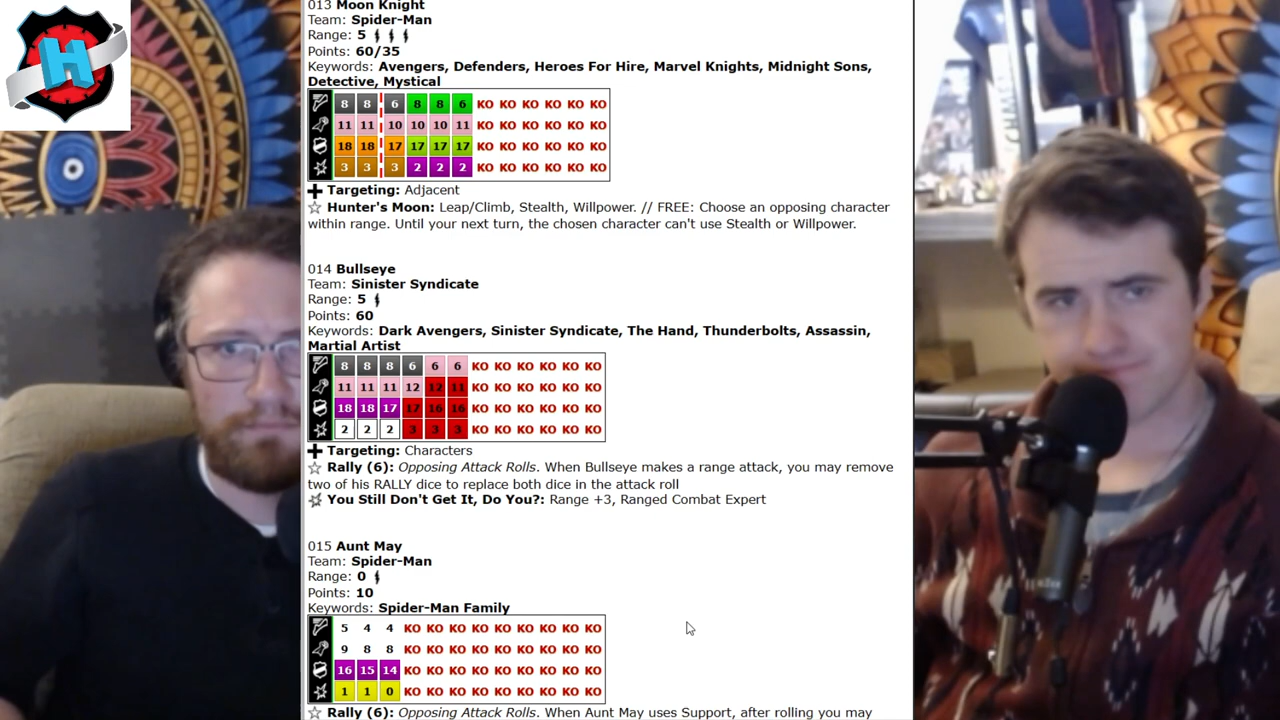 H
013 Moon Knight
Team: Spider-Man
Range: 5
Points: 60/35
Keywords: Avengers, Defenders, Heroes For Hire, Marvel Knights, Midnight Sons,
Detective, Mystical
8 8 6 8 8 6 KO KO KO KO KO KO
11 11 10 10 10 11 KO KO KO KO KO KO
18 18 17 17 17 17 KO KO KO KO KO KO
3 3 3 2 2 2 KO KO KO KO KO KO
Targeting: Adjacent
Hunter's Moon: Leap/Climb, Stealth, Willpower. // FREE: Choose an opposing character
within range. Until your next turn, the chosen character can't use Stealth or Willpower.
014 Bullseye
Team: Sinister Syndicate
Range: 5
Points: 60
Keywords: Dark Avengers, Sinister Syndicate, The Hand, Thunderbolts, Assassin,
Martial Artist
8 8 8 6 6 6 KO KO KO KO KO KO
11 11 11 12 12 11 KO KO KO KO KO KO
18 18 17 17 16 16 KO KO KO KO KO KO
2 2 2 3 3 3 KO KO KO KO KO KO
Targeting: Characters
Rally (6): Opposing Attack Rolls. When Bullseye makes a range attack, you may remove
two of his RALLY dice to replace both dice in the attack roll
You Still Don't Get It, Do You?: Range +3, Ranged Combat Expert
015 Aunt May
Team: Spider-Man
Range: 0
Points: 10
Keywords: Spider-Man Family
5 4 4 KO KO KO KO KO KO KO KO KO
9 8 8 KO KO KO KO KO KO KO KO KO
16 15 14 KO KO KO KO KO KO KO KO KO
1 1 0 KO KO KO KO KO KO KO KO KO
Rally (6): Opposing Attack Rolls. When Aunt May uses Support, after rolling you may